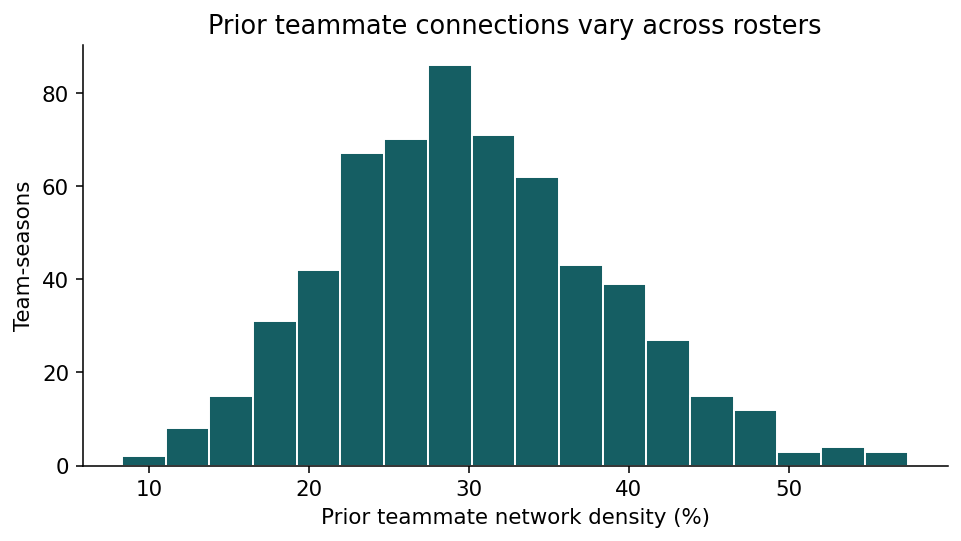 Prior teammate connections vary across rosters
Team-seasons
80
60
40
20
0
10 20 30 40 50
Prior teammate network density (%)